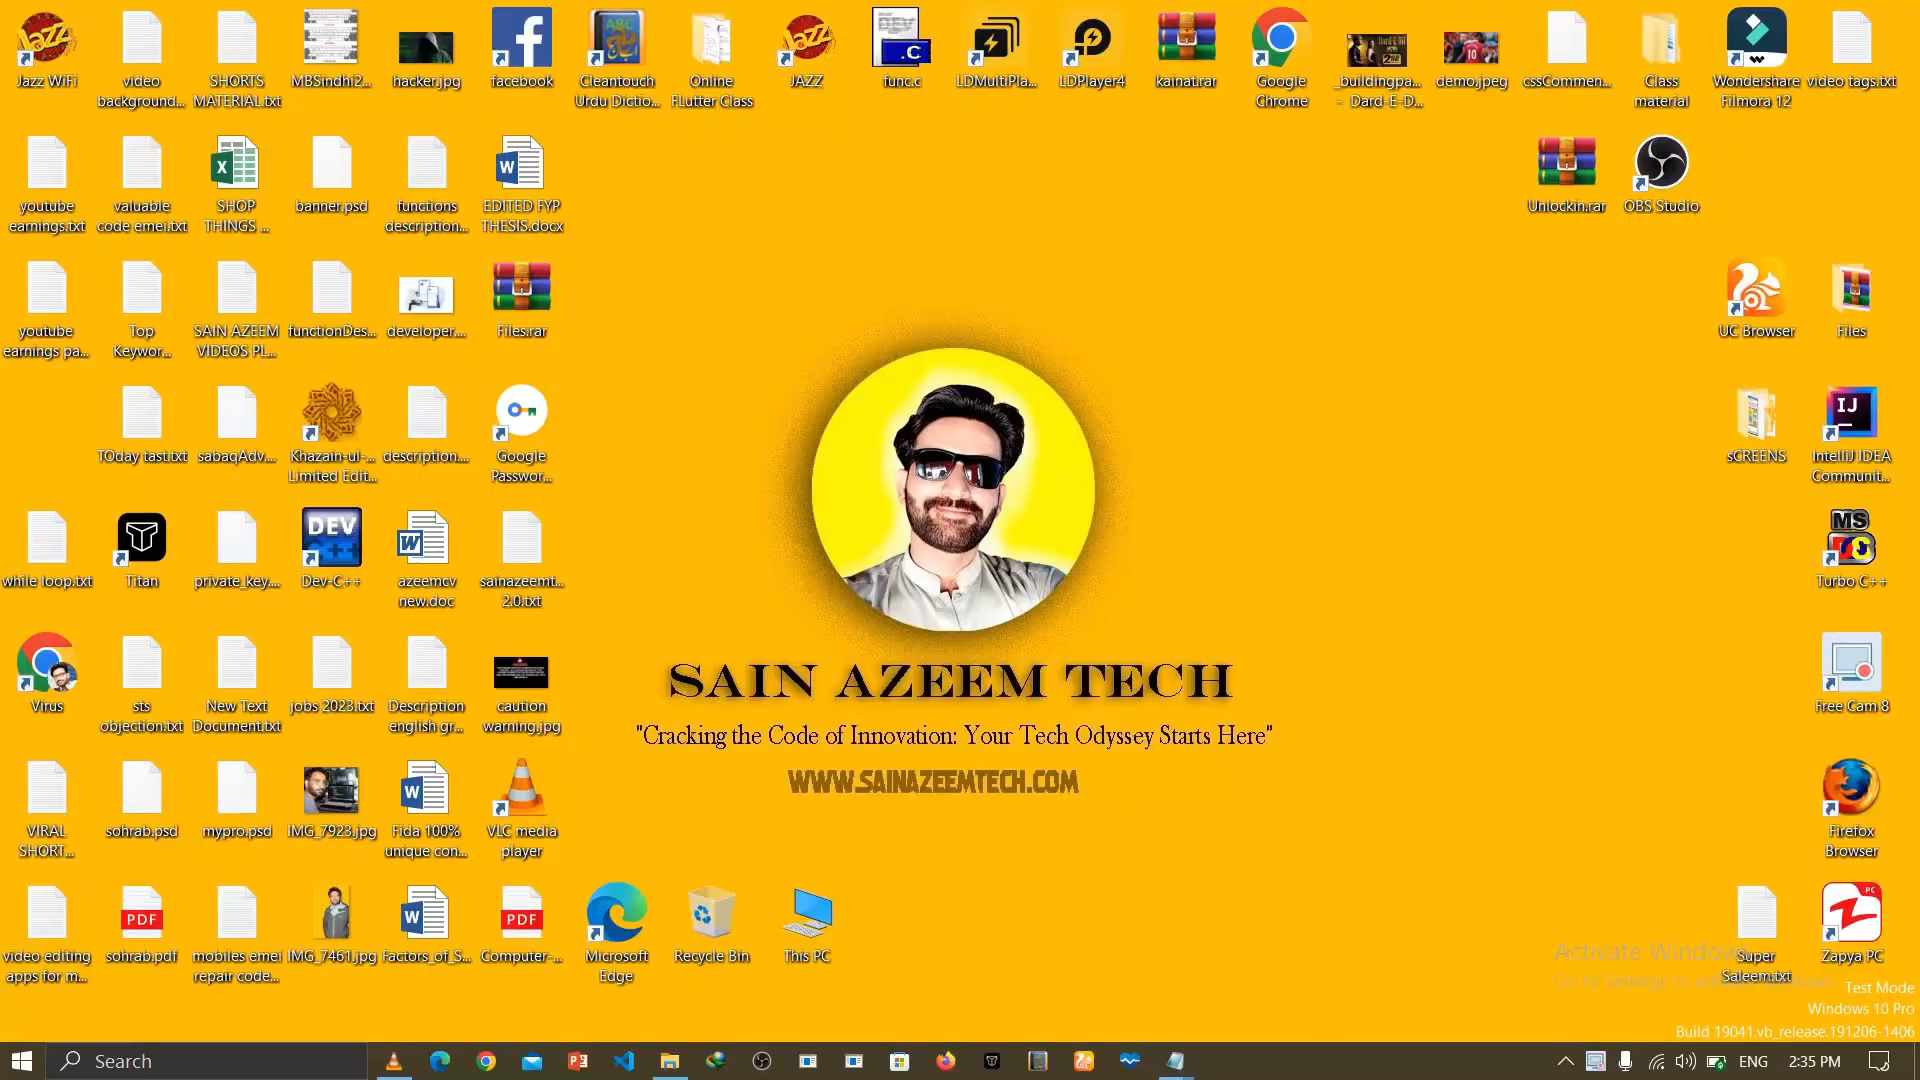 Jazz WiFi
video
background...
SHORTS
MATERIAL.txt
MBSindhi2...
hacker.jpg
facebook
Cleantouch
Urdu Dictio...
Online
FLutter Class
JAZZ
func.c
LDMultiPla...
LDPlayer4
kainat.rar
Google
Chrome
_buildingpa...
- Dard-E-D...
demo.jpeg
cssCommen...
Class
material
Wondershare
Filmora 12
video tags.txt
youtube
earnings.txt
valuable
code emei.txt
SHOP
THINGS ...
banner.psd
functions
description...
EDITED FYP
THESIS.docx
Unlockin.rar
OBS Studio
youtube
earnings pa...
Top
Keywor...
SAIN AZEEM
VIDEOS PL...
functionDes...
developer....
Files.rar
UC Browser
Files
TOday tast.txt
sabaqAdv....
Khazain-ul-...
Limited Edit...
description....
Google
Passwor...
sCREENS
IntelliJ IDEA
Communit...
while loop.txt
Titan
private_key....
DEV
C++
Dev-C++
azeemcv
new.doc
sainazeemt...
2.0.txt
Turbo C++
Virus
sts
objection.txt
New Text
Document.txt
jobs 2023.txt
Description
english gr...
caution
warning.jpg
Free Cam 8
SAIN AZEEM TECH
"Cracking the Code of Innovation: Your Tech Odyssey Starts Here"
WWW.SAINAZEEMTECH.COM
VIRAL
SHORT...
sohrab.psd
mypro.psd
IMG_7923.jpg
Fida 100%
unique con...
VLC media
player
Firefox
Browser
video editing
apps for m...
PDF
sohrab.pdf
mobiles emei
repair code...
IMG_7461.jpg
Factors_of_S...
PDF
Computer-...
Microsoft
Edge
Recycle Bin
This PC
Super
Saleem.txt
PC
Zapya PC
Activate Windows
Test Mode
Windows 10 Pro
Build 19041.vb_release.191206-1406
Search
ENG
2:35 PM